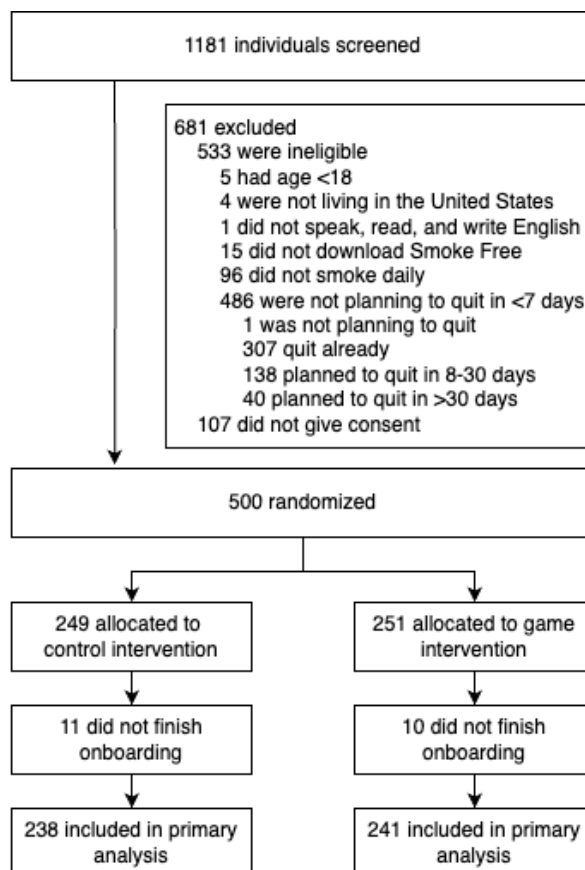 1181 individuals screened
681 excluded
533 were ineligible
5 had age <18
4 were not living in the United States
1 did not speak, read, and write English
15 did not download Smoke Free
96 did not smoke daily
486 were not planning to quit in <7 days
1 was not planning to quit
307 quit already
138 planned to quit in 8-30 days
40 planned to quit in >30 days
107 did not give consent
500 randomized
249 allocated to
control intervention
251 allocated to game
intervention
11 did not finish
onboarding
10 did not finish
onboarding
238 included in primary
analysis
241 included in primary
analysis